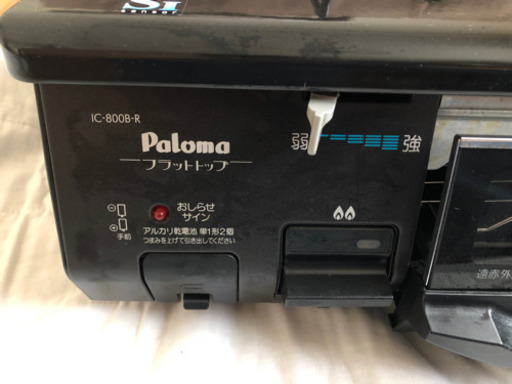 Si
sensor
IC-800B-R
Paloma
フラットトップ
弱 強
おしらせ
サイン
手前
アルカリ乾電池 単1形2個
つまみを上げて引き出してください
遠赤外